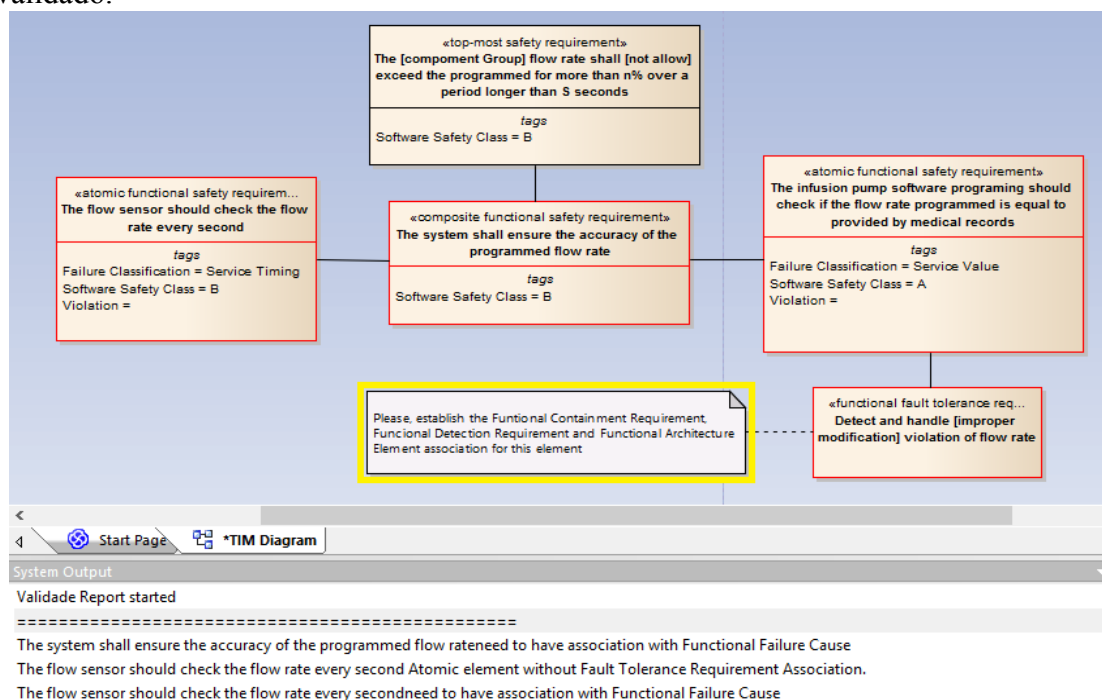 validado.
«top-most safety requirement»
The [compoment Group] flow rate shall [not allow]
exceed the programmed for more than n% over a
period longer than S seconds
tags
Software Safety Class = B
«atomic functional safety requirem...
The flow sensor should check the flow
rate every second
tags
Failure Classification = Service Timing
Software Safety Class = B
Violation =
«composite functional safety requirement»
The system shall ensure the accuracy of the
programmed flow rate
tags
Software Safety Class = B
«atomic functional safety requirement»
The infusion pump software programing should
check if the flow rate programmed is equal to
provided by medical records
tags
Failure Classification = Service Value
Software Safety Class = A
Violation =
Please, establish the Funtional Containment Requirement,
Funcional Detection Requirement and Functional Architecture
Element association for this element
«functional fault tolerance req...
Detect and handle [improper
modification] violation of flow rate
Start Page
*TIM Diagram
System Output
Validade Report started
================================================
The system shall ensure the accuracy of the programmed flow rateneed to have association with Functional Failure Cause
The flow sensor should check the flow rate every second Atomic element without Fault Tolerance Requirement Association.
The flow sensor should check the flow rate every secondneed to have association with Functional Failure Cause